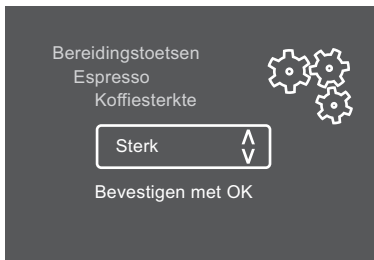 Bereidingstoetsen
Espresso
Koffiesterkte
Sterk
Bevestigen met OK